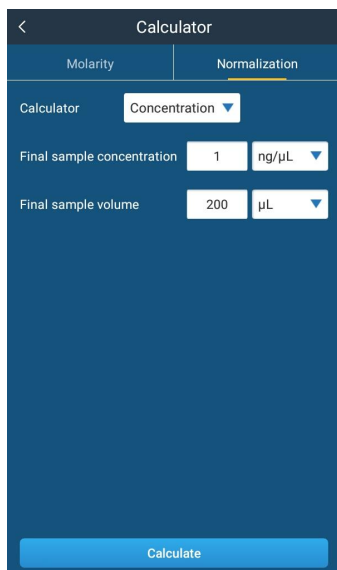 Calculator
Molarity Normalization
Calculator Concentration
Final sample concentration 1 ng/µL
Final sample volume 200 µL
Calculate